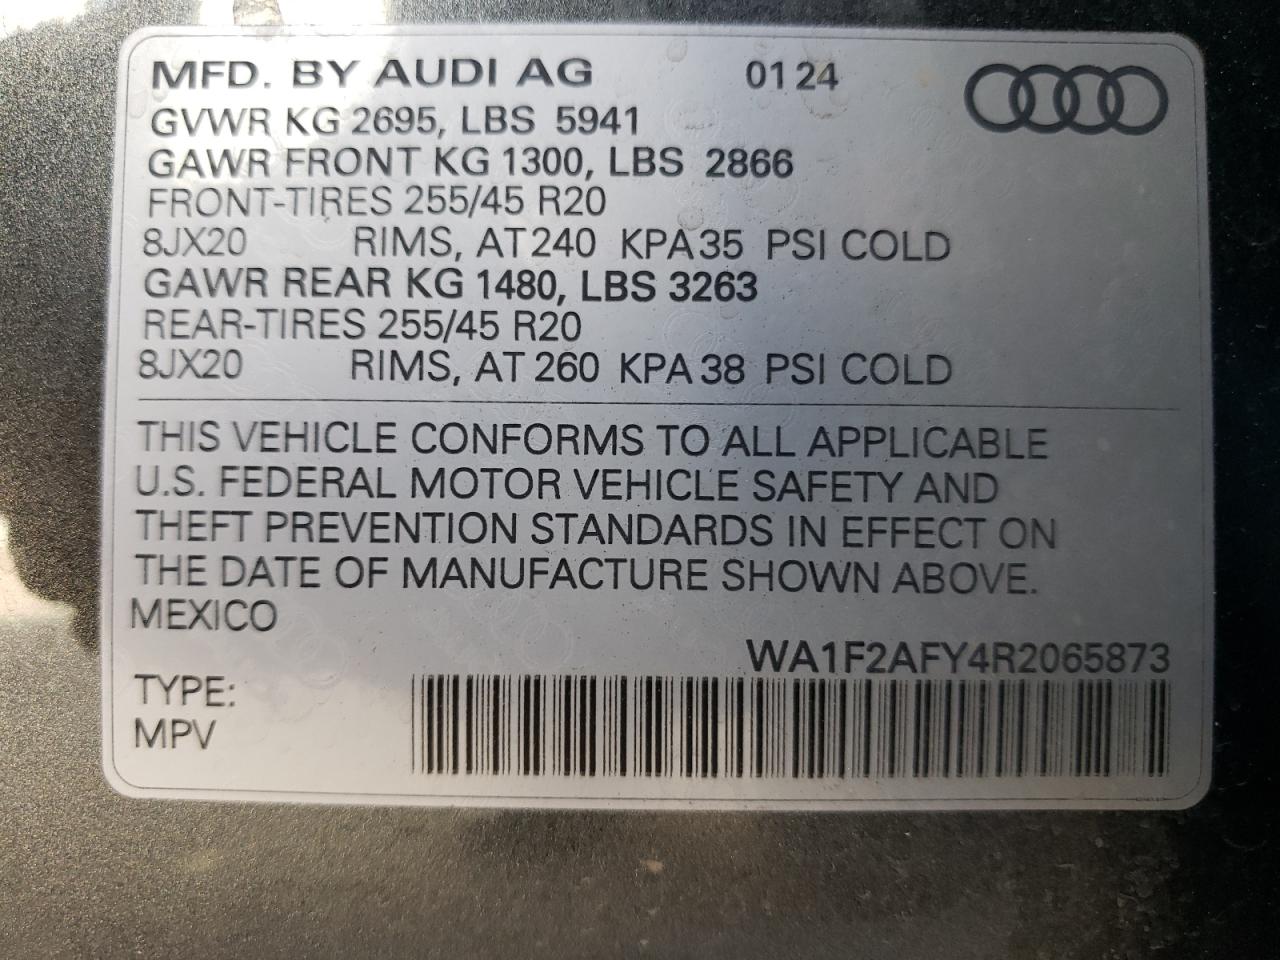 MFD. BY AUDI AG 01 24
GVWR KG 2695, LBS 5941
GAWR FRONT KG 1300, LBS 2866
FRONT-TIRES 255/45 R20
8JX20 RIMS, AT 240 KPA 35 PSI COLD
GAWR REAR KG 1480, LBS 3263
REAR-TIRES 255/45 R20
8JX20 RIMS, AT 260 KPA 38 PSI COLD
THIS VEHICLE CONFORMS TO ALL APPLICABLE
U.S. FEDERAL MOTOR VEHICLE SAFETY AND
THEFT PREVENTION STANDARDS IN EFFECT ON
THE DATE OF MANUFACTURE SHOWN ABOVE.
MEXICO
WA1F2AFY4R2065873
TYPE:
MPV